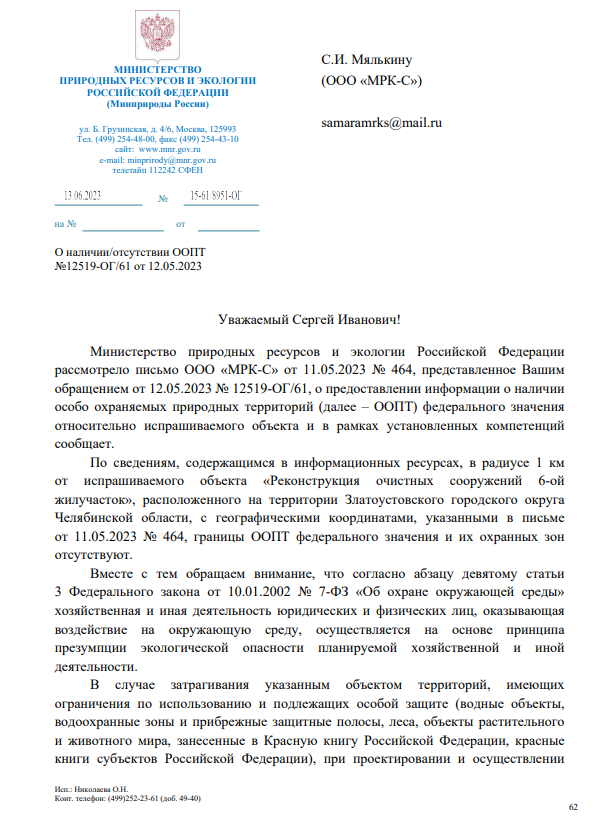 МИНИСТЕРСТВО
ПРИРОДНЫХ РЕСУРСОВ И ЭКОЛОГИИ
РОССИЙСКОЙ ФЕДЕРАЦИИ
(Минприроды России)
ул. Б. Грузинская, д. 4/6, Москва, 125993
Тел. (499) 254-48-00, факс (499) 254-43-10
сайт: www.mnr.gov.ru
e-mail: minprirody@mnr.gov.ru
телетайп 112242 СФЕН
13.06.2023 № 15-61/8951-ОГ
на № от
С.И. Мялькину
(ООО «МРК-С»)
samaramrks@mail.ru
О наличии/отсутствии ООПТ
№12519-ОГ/61 от 12.05.2023
Уважаемый Сергей Иванович!
Министерство природных ресурсов и экологии Российской Федерации
рассмотрело письмо ООО «МРК-С» от 11.05.2023 № 464, представленное Вашим
обращением от 12.05.2023 № 12519-ОГ/61, о предоставлении информации о наличии
особо охраняемых природных территорий (далее – ООПТ) федерального значения
относительно испрашиваемого объекта и в рамках установленных компетенций
сообщает.
По сведениям, содержащимся в информационных ресурсах, в радиусе 1 км
от испрашиваемого объекта «Реконструкция очистных сооружений 6-ой
жилучасток», расположенного на территории Златоустовского городского округа
Челябинской области, с географическими координатами, указанными в письме
от 11.05.2023 № 464, границы ООПТ федерального значения и их охранных зон
отсутствуют.
Вместе с тем обращаем внимание, что согласно абзацу девятому статьи
3 Федерального закона от 10.01.2002 № 7-ФЗ «Об охране окружающей среды»
хозяйственная и иная деятельность юридических и физических лиц, оказывающая
воздействие на окружающую среду, осуществляется на основе принципа
презумпции экологической опасности планируемой хозяйственной и иной
деятельности.
В случае затрагивания указанным объектом территорий, имеющих
ограничения по использованию и подлежащих особой защите (водные объекты,
водоохранные зоны и прибрежные защитные полосы, леса, объекты растительного
и животного мира, занесенные в Красную книгу Российской Федерации, красные
книги субъектов Российской Федерации), при проектировании и осуществлении
Исп.: Николаева О.Н.
Конт. телефон: (499)252-23-61 (доб. 49-40)
62